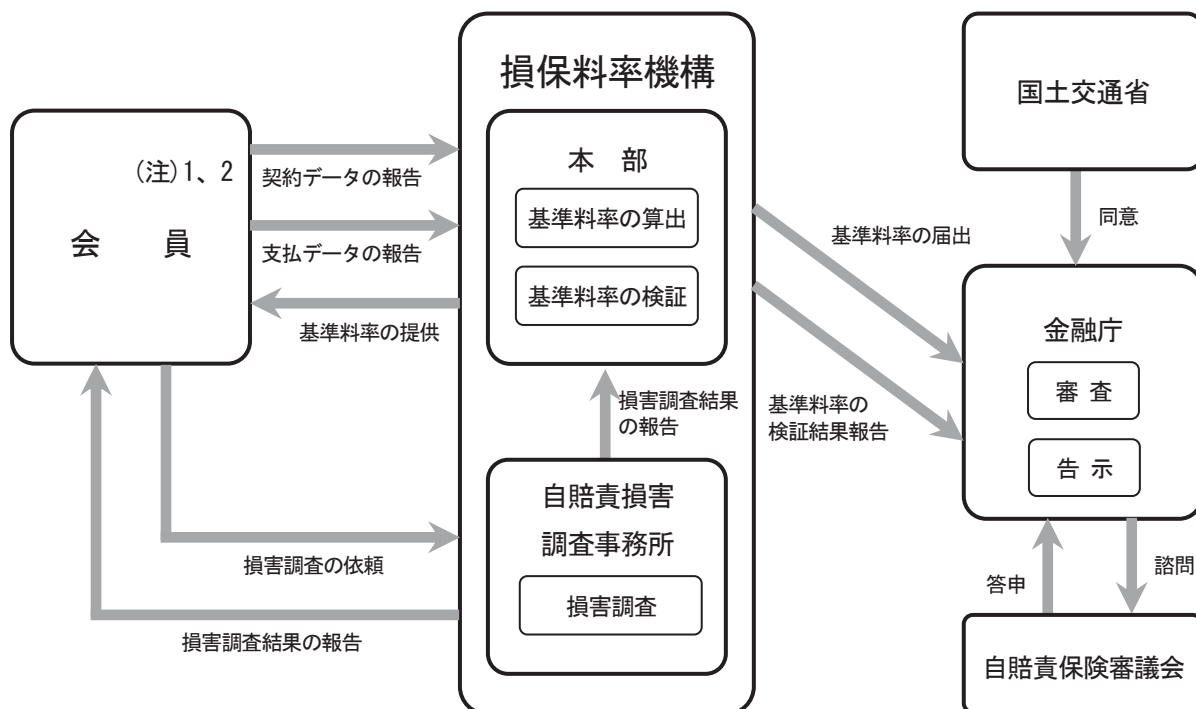 損保料率機構
国土交通省
(注)1、2
会　員
契約データの報告
支払データの報告
基準料率の提供
本　部
基準料率の算出
基準料率の検証
基準料率の届出
同意
金融庁
審 査
告 示
損害調査結果
の報告
基準料率の
検証結果報告
自賠責損害
調査事務所
損害調査
損害調査の依頼
損害調査結果の報告
答申
諮問
自賠責保険審議会